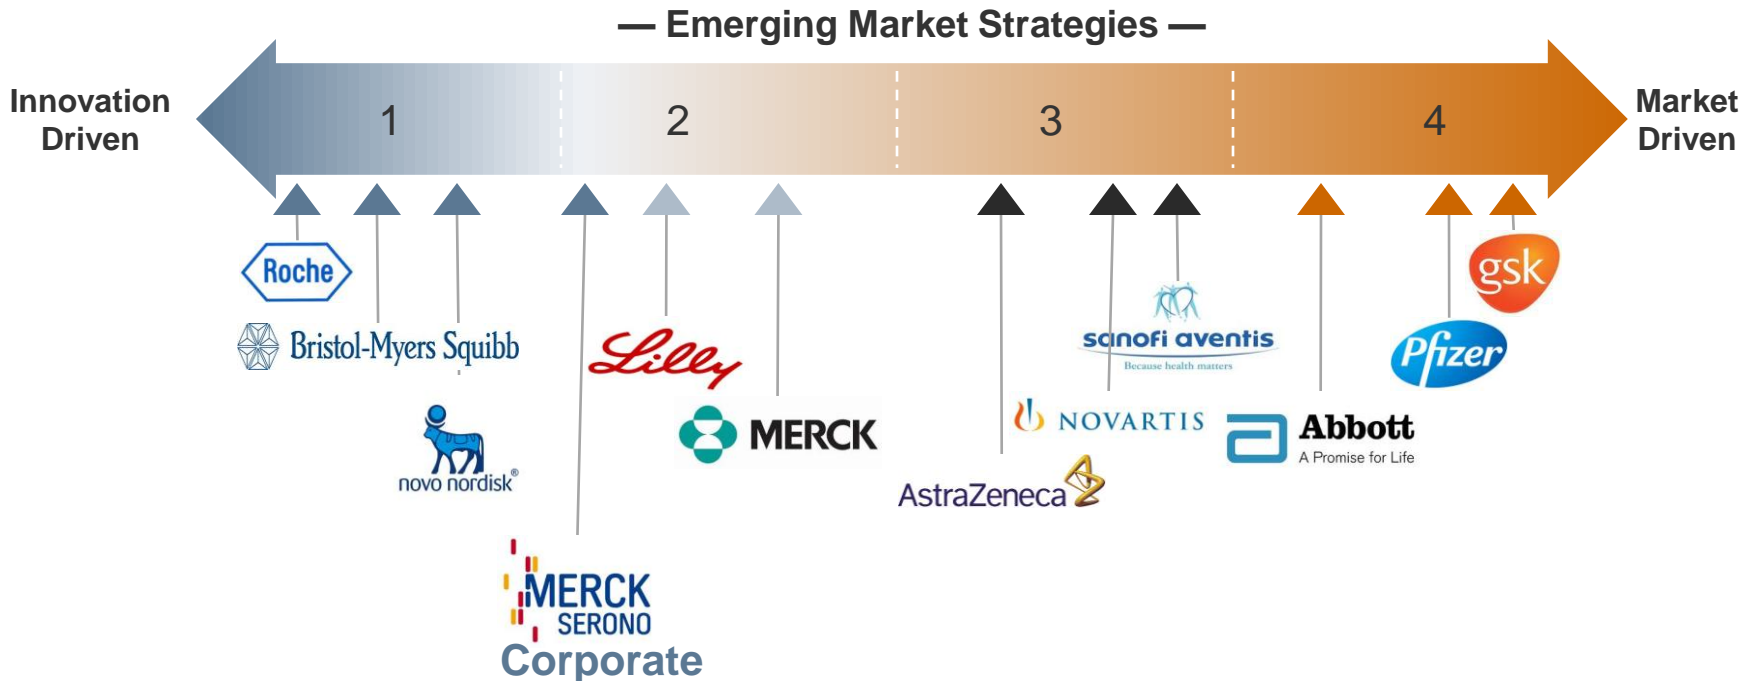 — Emerging Market Strategies —
Innovation
Driven
1
2
3
4
Market
Driven
Roche
Bristol-Myers Squibb
novo nordisk®
MERCK
SERONO
Corporate
Lilly
MERCK
AstraZeneca
NOVARTIS
sanofi aventis
Because health matters
Abbott
A Promise for Life
Pfizer
gsk